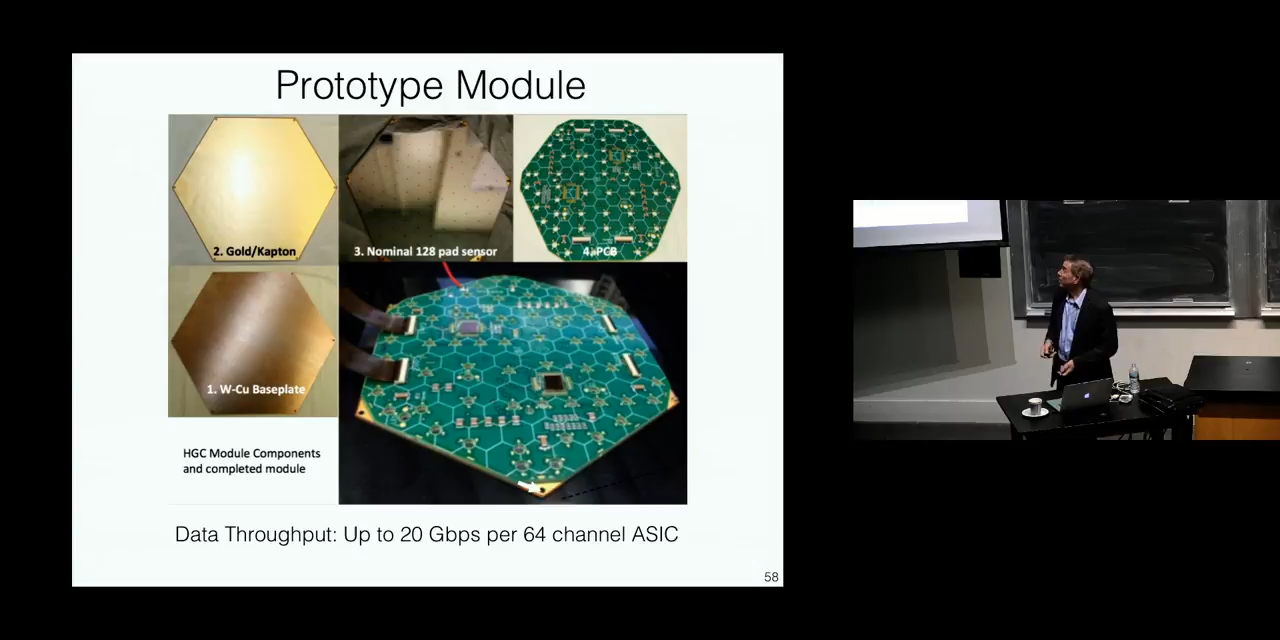 Prototype Module
2. Gold/Kapton
3. Nominal 128 pad sensor
4. PCB
1. W-Cu Baseplate
HGC Module Components
and completed module
Data Throughput: Up to 20 Gbps per 64 channel ASIC
58